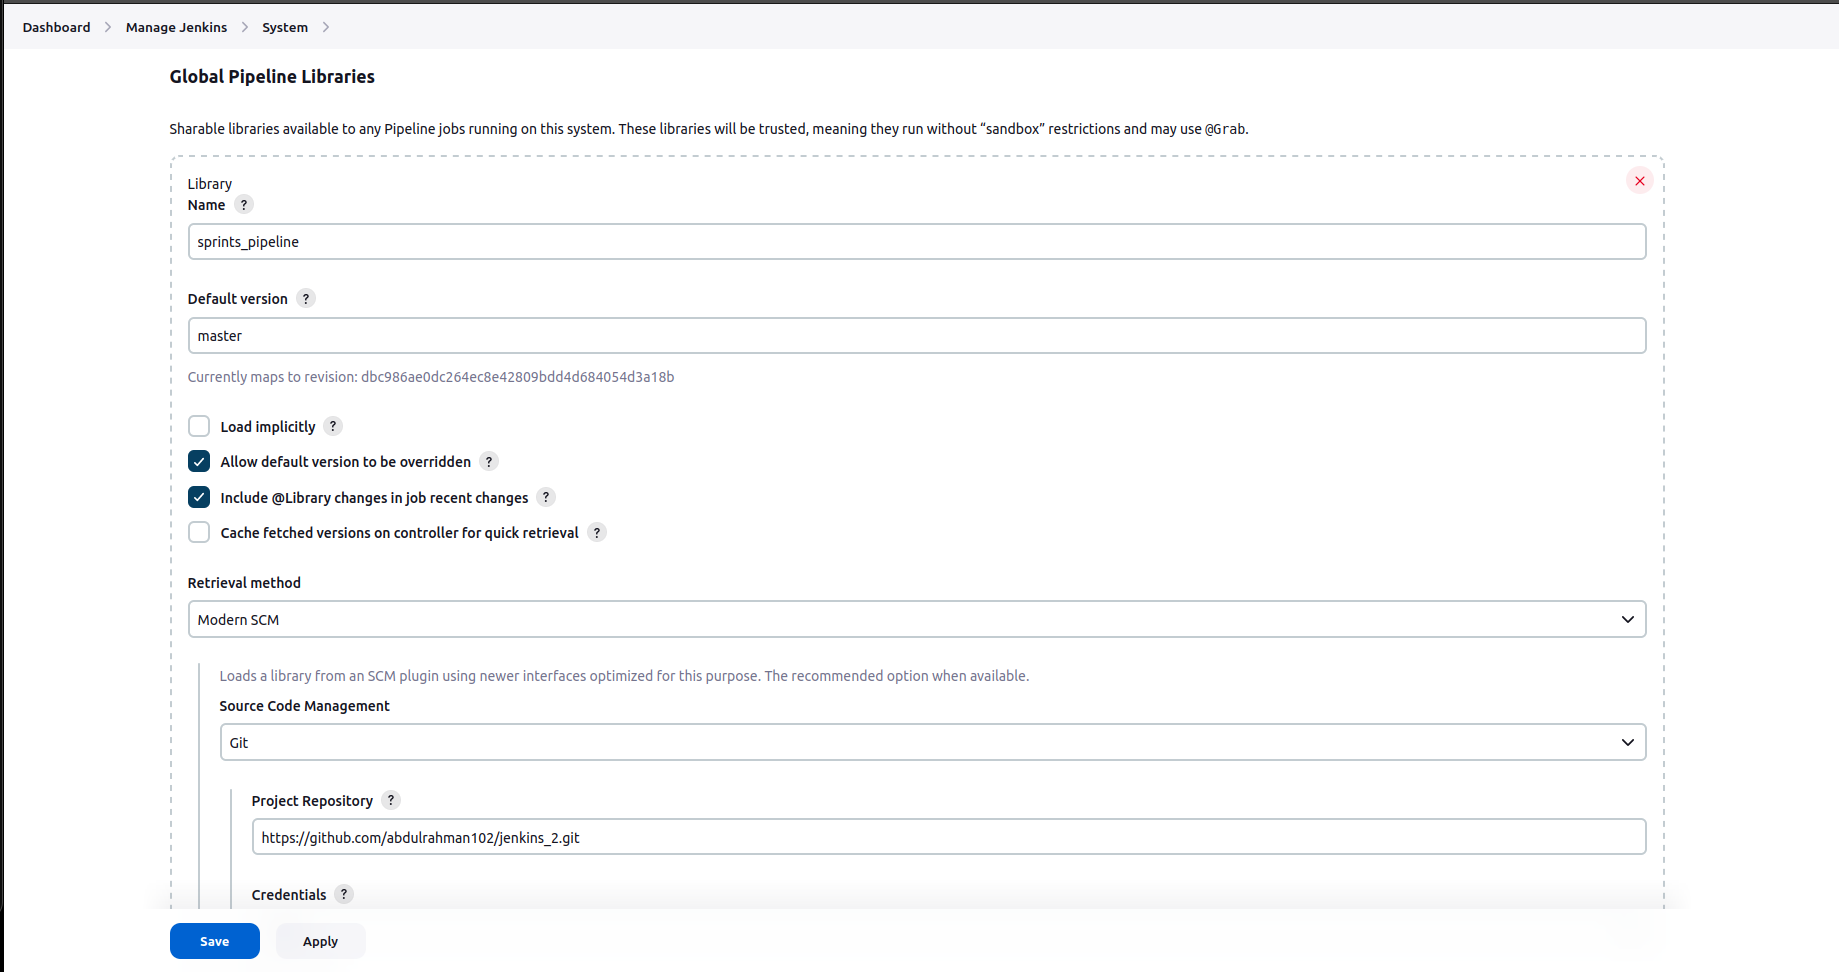 Dashboard > Manage Jenkins > System >
Global Pipeline Libraries
Sharable libraries available to any Pipeline jobs running on this system. These libraries will be trusted, meaning they run without “sandbox” restrictions and may use @Grab.
Library
Name ?
sprints_pipeline
Default version ?
master
Currently maps to revision: dbc986ae0dc264ec8e42809bdd4d684054d3a18b
Load implicitly ?
Allow default version to be overridden ?
Include @Library changes in job recent changes ?
Cache fetched versions on controller for quick retrieval ?
Retrieval method
Modern SCM
Loads a library from an SCM plugin using newer interfaces optimized for this purpose. The recommended option when available.
Source Code Management
Git
Project Repository ?
https://github.com/abdulrahman102/jenkins_2.git
Credentials ?
Save Apply